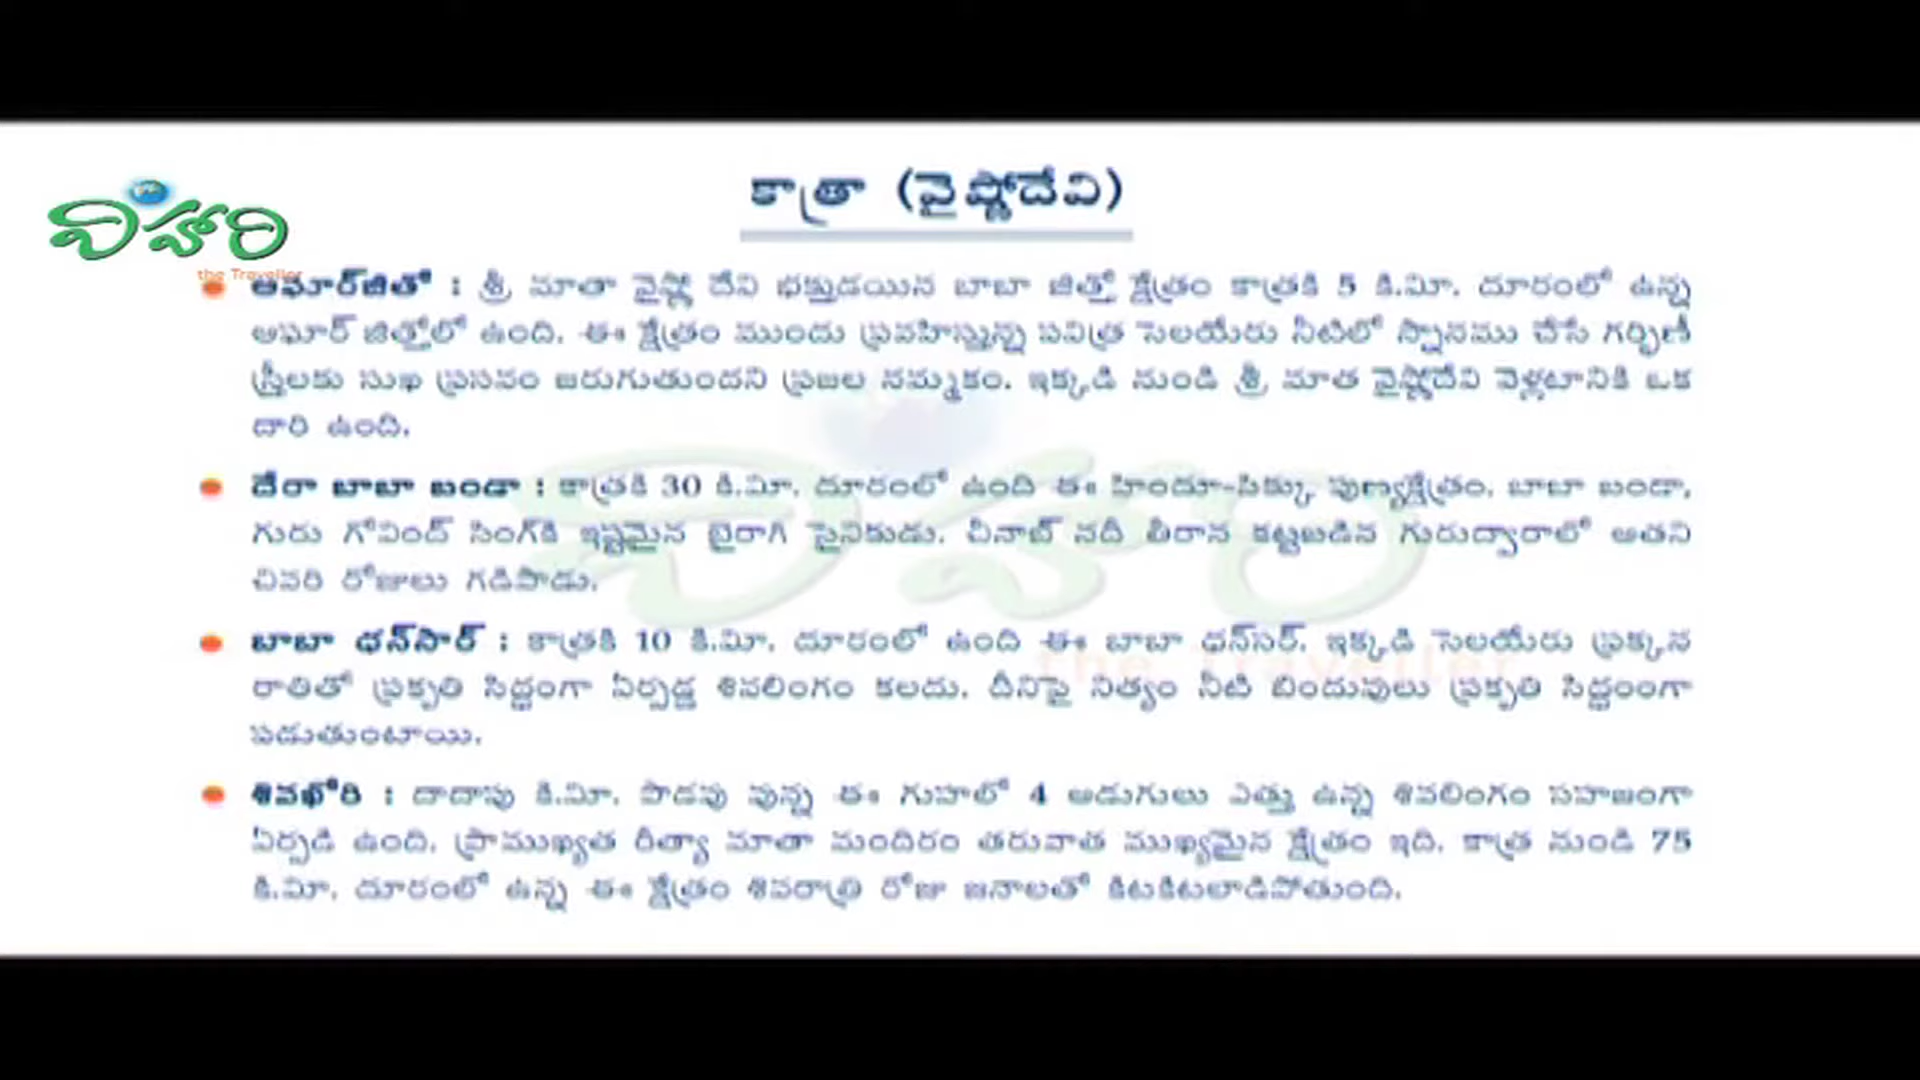 విహారి
the Traveller
కాత్రా (వైష్ణోదేవి)
ఆఘార్‌జితో : శ్రీ మాతా వైష్ణో దేవి భక్తుడయిన బాబా జిత్తో క్షేత్రం కాత్రకి 5 కి.మీ. దూరంలో ఉన్న
ఆఘార్ జిత్తోలో ఉంది. ఈ క్షేత్రం ముందు ప్రవహిస్తున్న పవిత్ర సెలయేరు నీటిలో స్నానము చేసే గర్భిణీ
స్త్రీలకు సుఖ ప్రసవం జరుగుతుందని ప్రజల నమ్మకం. ఇక్కడి నుండి శ్రీ మాత వైష్ణోదేవి వెళ్లటానికి ఒక
దారి ఉంది.
దేరా బాబా బండా : కాత్రకి 30 కి.మీ. దూరంలో ఉంది ఈ హిందూ-సిక్కు పుణ్యక్షేత్రం. బాబా బండా,
గురు గోవింద్ సింగ్‌కి ఇష్టమైన బైరాగి సైనికుడు. చీనాబ్ నదీ తీరాన కట్టబడిన గురుద్వారాలో అతని
చివరి రోజులు గడిపాడు.
బాబా ధన్‌సార్ : కాత్రకి 10 కి.మీ. దూరంలో ఉంది ఈ బాబా ధన్‌సర్. ఇక్కడి సెలయేరు ప్రక్కన
రాతితో ప్రకృతి సిద్ధంగా ఏర్పడ్డ శివలింగం కలదు. దీనిపై నిత్యం నీటి బిందువులు ప్రకృతి సిద్ధంంగా
పడుతుంటాయి.
శివఖోరి : దాదాపు కి.మీ. పొడవు వున్న ఈ గుహలో 4 అడుగులు ఎత్తు ఉన్న శివలింగం సహజంగా
ఏర్పడి ఉంది. ప్రాముఖ్యత రీత్యా మాతా మందిరం తరువాత ముఖ్యమైన క్షేత్రం ఇది. కాత్ర నుండి 75
కి.మీ. దూరంలో ఉన్న ఈ క్షేత్రం శివరాత్రి రోజు జనాలతో కిటకిటలాడిపోతుంది.